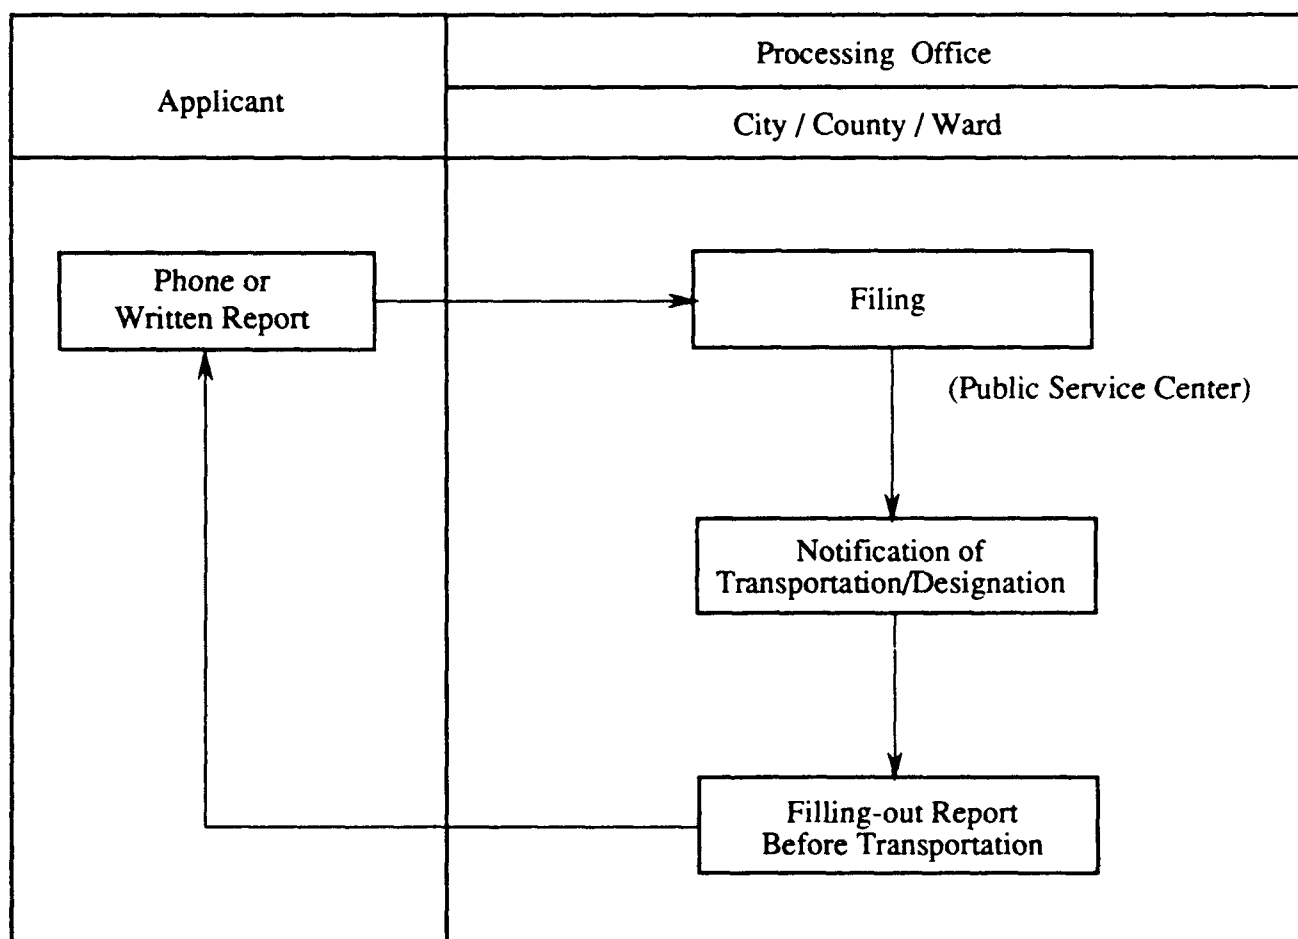 Applicant
Processing Office
City / County / Ward
Phone or
Written Report
Filing
(Public Service Center)
Notification of
Transportation/Designation
Filling-out Report
Before Transportation